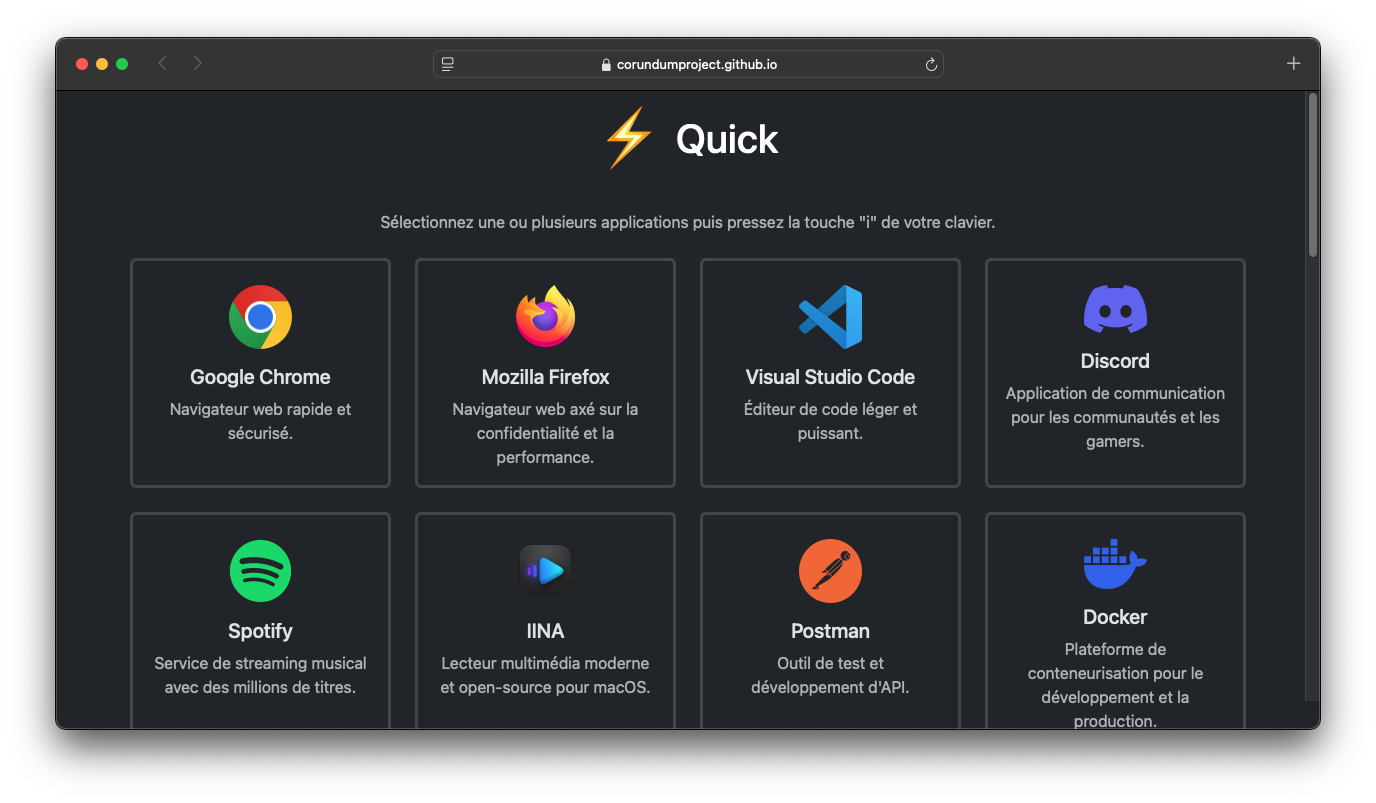 corundumproject.github.io
Quick
Sélectionnez une ou plusieurs applications puis pressez la touche "i" de votre clavier.
Google Chrome
Navigateur web rapide et
sécurisé.
Mozilla Firefox
Navigateur web axé sur la
confidentialité et la
performance.
Visual Studio Code
Éditeur de code léger et
puissant.
Discord
Application de communication
pour les communautés et les
gamers.
Spotify
Service de streaming musical
avec des millions de titres.
IINA
Lecteur multimédia moderne
et open-source pour macOS.
Postman
Outil de test et
développement d'API.
Docker
Plateforme de
conteneurisation pour le
développement et la
production.